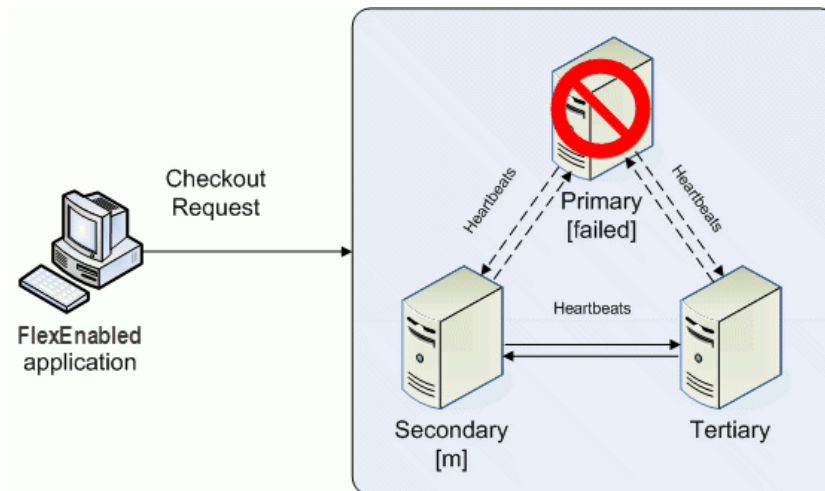 Checkout
Request
FlexEnabled
application
Primary
[failed]
Heartbeats
Heartbeats
Heartbeats
Secondary
[m]
Tertiary